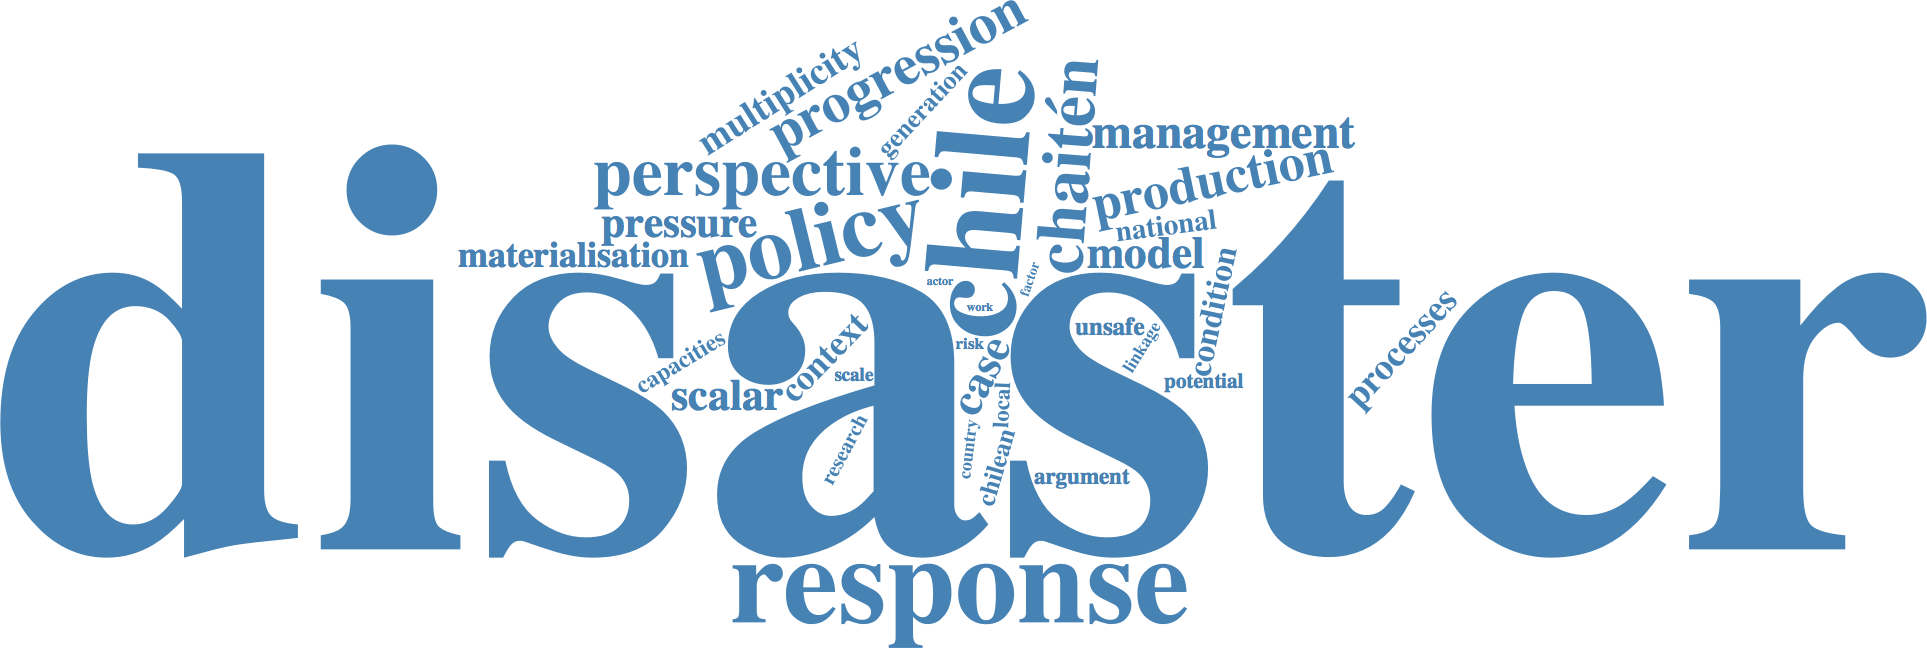 progression
multiplicity
generation
chile
chaitén
management
perspective
production
pressure
policy
national
materialisation
model
disaster
actor
factor
work
condition
unsafe
linkage
processes
context
capacities
risk
case
scale
scalar
potential
local
research
country
chilean
argument
response